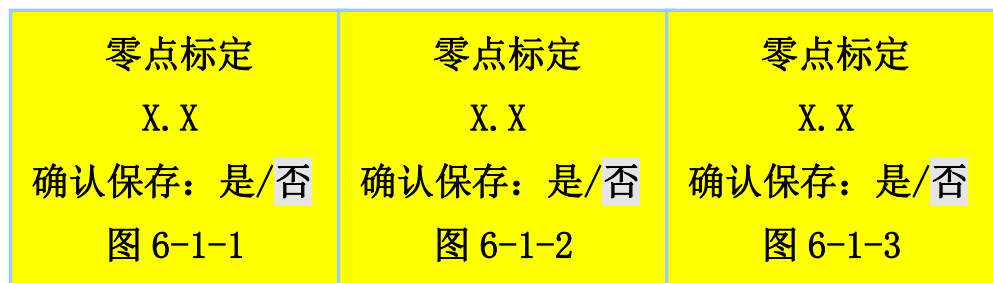 零点标定
X.X
确认保存：是/否
图 6-1-1
零点标定
X.X
确认保存：是/否
图 6-1-2
零点标定
X.X
确认保存：是/否
图 6-1-3